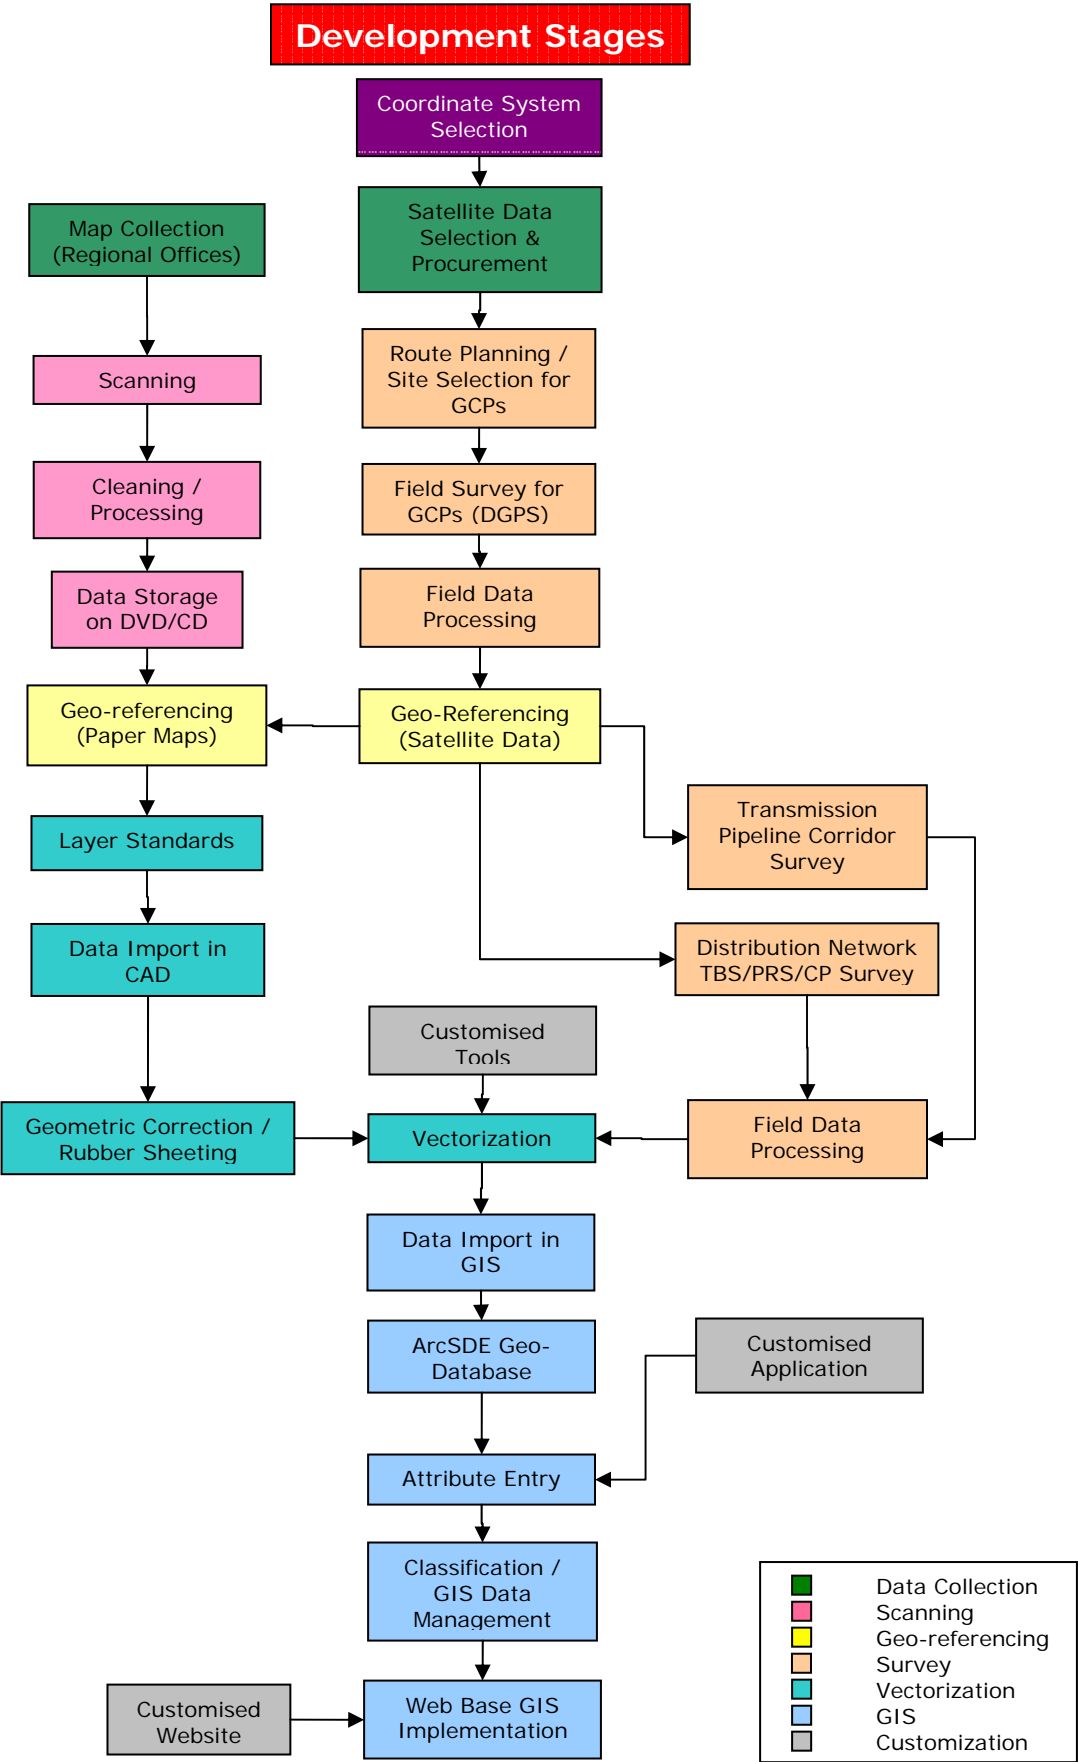 Development Stages
Coordinate System
Selection
Satellite Data
Selection &
Procurement
Map Collection
(Regional Offices)
Route Planning /
Site Selection for
GCPs
Scanning
Field Survey for
GCPs (DGPS)
Cleaning /
Processing
Field Data
Processing
Data Storage
on DVD/CD
Geo-referencing
(Paper Maps)
Geo-Referencing
(Satellite Data)
Transmission
Pipeline Corridor
Survey
Layer Standards
Distribution Network
TBS/PRS/CP Survey
Data Import in
CAD
Customised
Tools
Geometric Correction /
Rubber Sheeting
Vectorization
Field Data
Processing
Data Import in
GIS
ArcSDE Geo-
Database
Customised
Application
Attribute Entry
Classification /
GIS Data
Management
Customised
Website
Web Base GIS
Implementation
Data Collection
Scanning
Geo-referencing
Survey
Vectorization
GIS
Customization